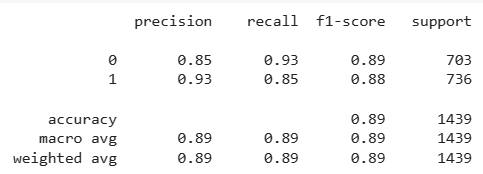 precision recall f1-score support
0 0.85 0.93 0.89 703
1 0.93 0.85 0.88 736
accuracy 0.89 1439
macro avg 0.89 0.89 0.89 1439
weighted avg 0.89 0.89 0.89 1439